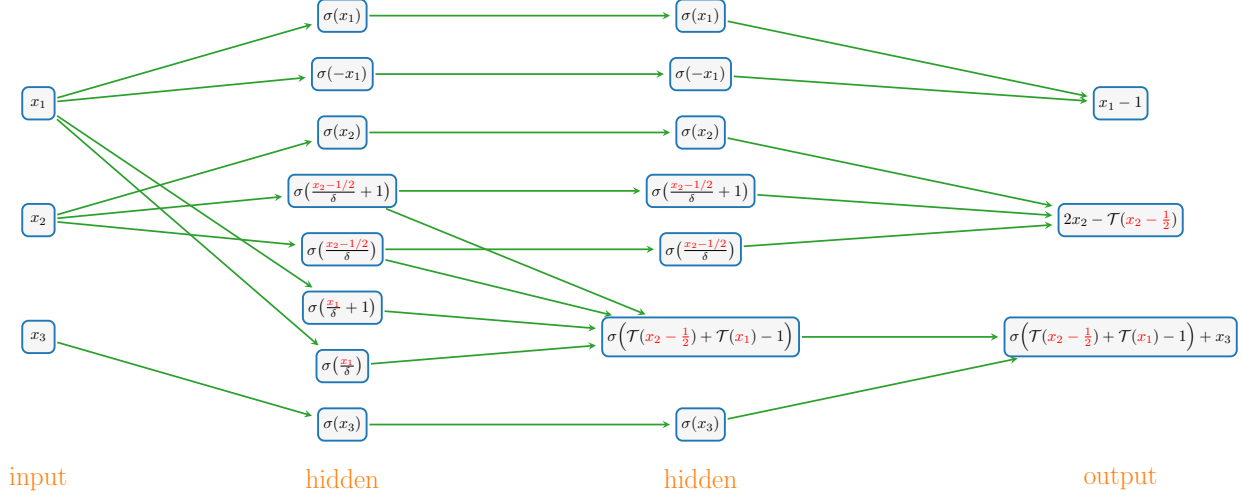 x₁
x₂
x₃
input
σ(x₁)
σ(−x₁)
σ(x₂)
σ((x₂−1/2)/δ + 1)
σ((x₂−1/2)/δ)
σ(x₁/δ + 1)
σ(x₁/δ)
σ(x₃)
hidden
σ(x₁)
σ(−x₁)
σ(x₂)
σ((x₂−1/2)/δ + 1)
σ((x₂−1/2)/δ)
σ(𝒯(x₂ − 1/2) + 𝒯(x₁) − 1)
σ(x₃)
hidden
x₁ − 1
2x₂ − 𝒯(x₂ − 1/2)
σ(𝒯(x₂ − 1/2) + 𝒯(x₁) − 1) + x₃
output